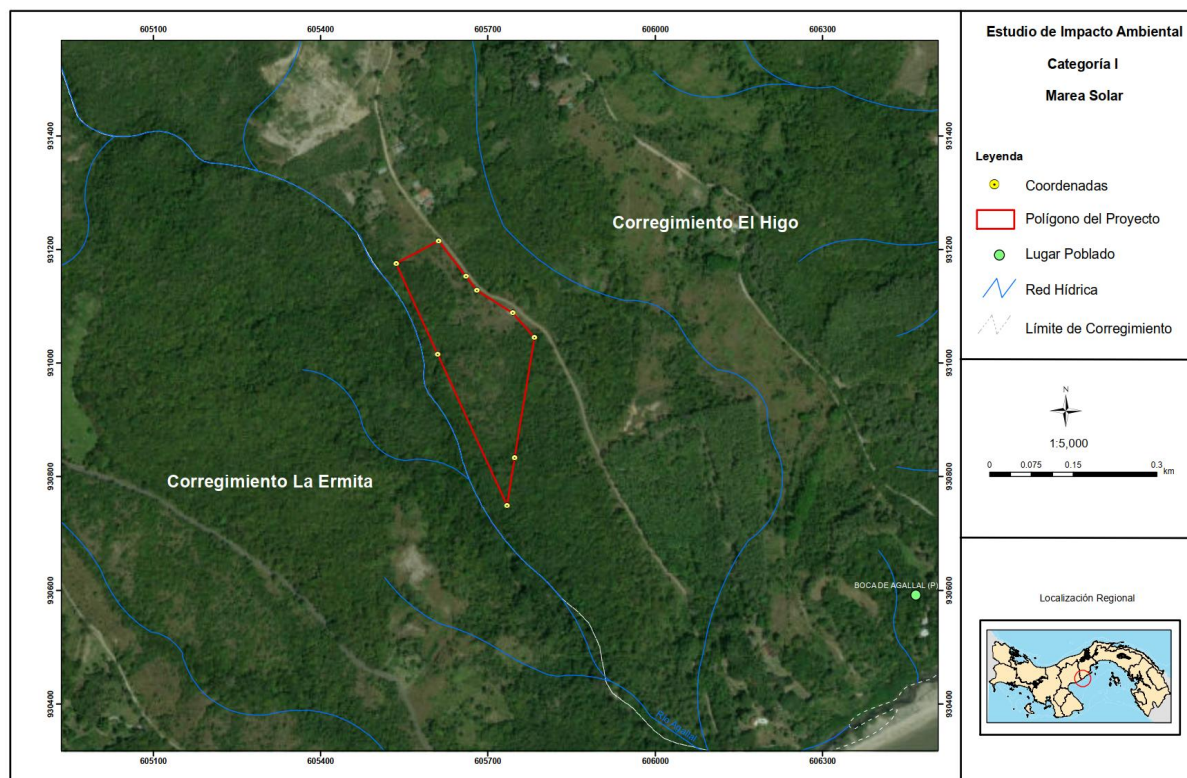 605100
605400
605700
606000
606300
931400
931200
931000
930800
930600
930400
931400
931200
931000
930800
930600
930400
Corregimiento El Higo
Corregimiento La Ermita
BOCA DE AGALLAL (P)
605100
605400
605700
606000
606300
Estudio de Impacto Ambiental
Categoría I
Marea Solar
Leyenda
Coordenadas
Polígono del Proyecto
Lugar Poblado
Red Hídrica
Límite de Corregimiento
N
1:5,000
0 0.075 0.15 0.3
km
Localización Regional